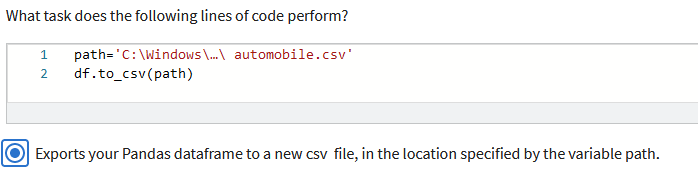 What task does the following lines of code perform?
1 path='C:\Windows\…\ automobile.csv'
2 df.to_csv(path)
Exports your Pandas dataframe to a new csv file, in the location specified by the variable path.